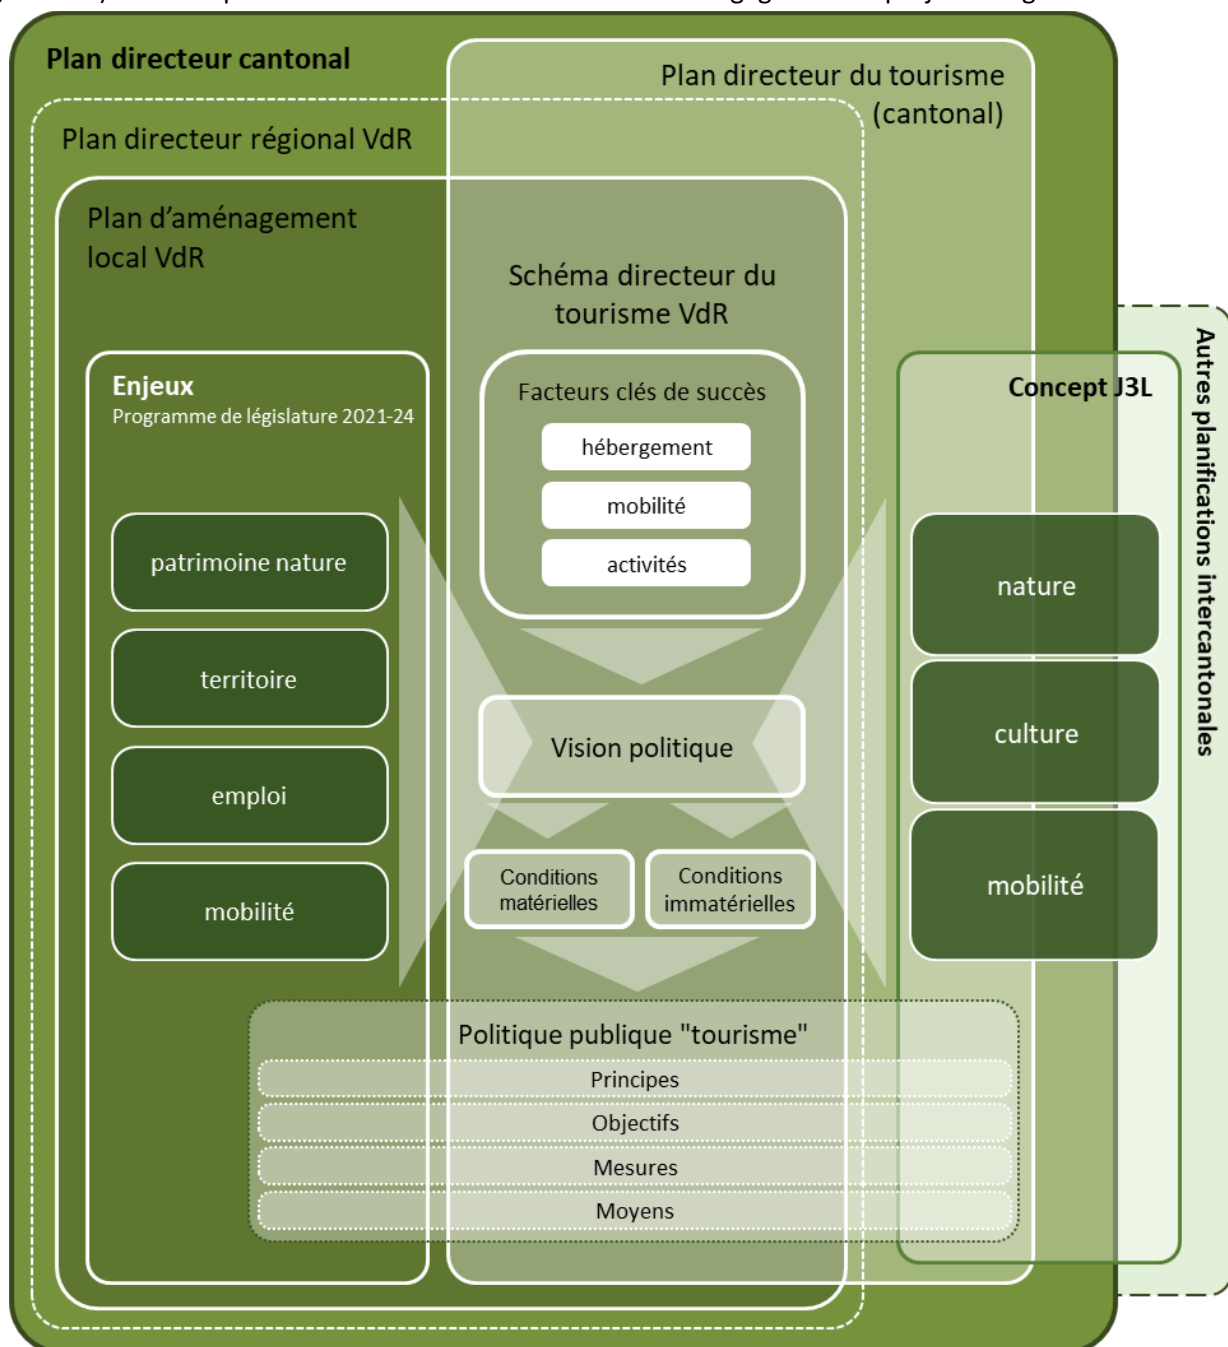 Plan directeur cantonal
Plan directeur du tourisme
(cantonal)
Plan directeur régional VdR
Plan d’aménagement
local VdR
Schéma directeur du
tourisme VdR
Enjeux
Programme de législature 2021-24
patrimoine nature
territoire
emploi
mobilité
Facteurs clés de succès
hébergement
mobilité
activités
Vision politique
Conditions
matérielles
Conditions
immatérielles
Concept J3L
nature
culture
mobilité
Autres planifications intercantonales
Politique publique "tourisme"
Principes
Objectifs
Mesures
Moyens